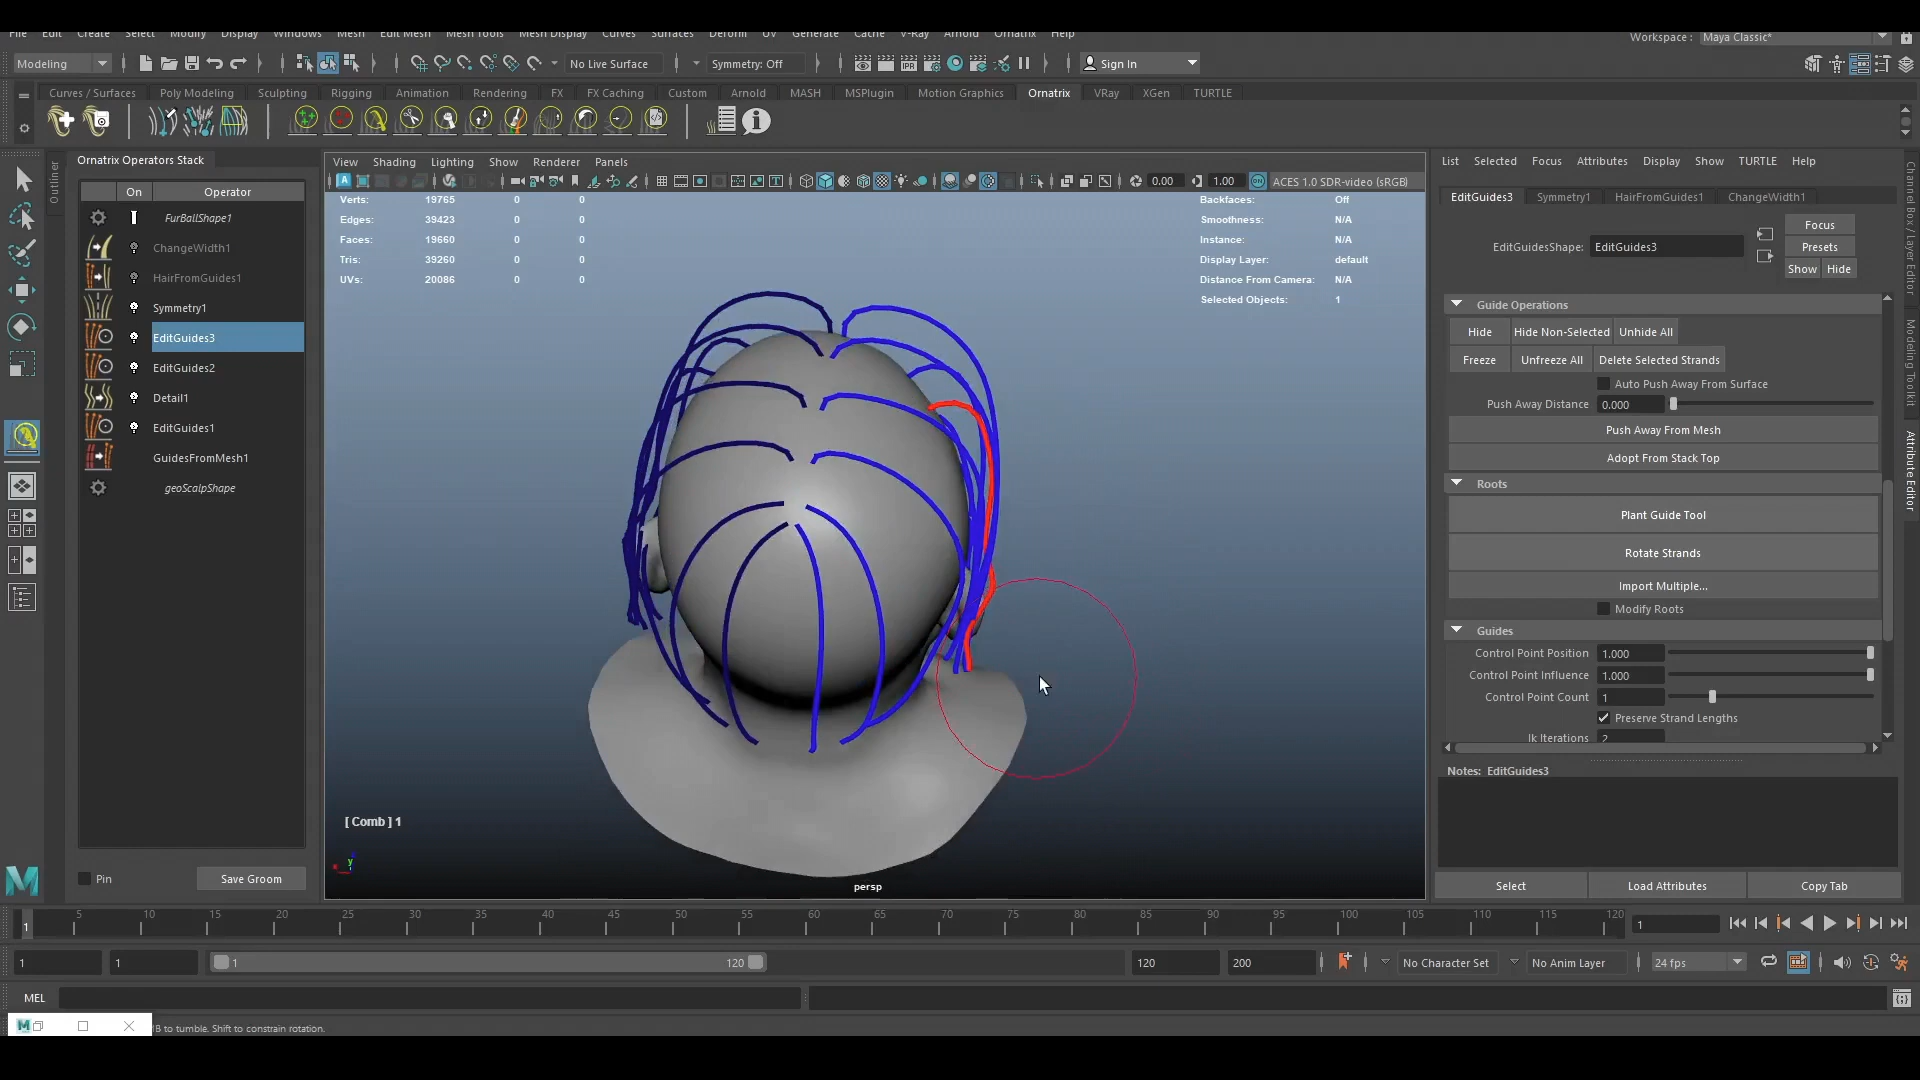 File Edit Create Select Modify Display Windows Mesh Edit Mesh Mesh Tools Mesh Display Curves Surfaces Deform UV Generate Cache V-Ray Arnold Ornatrix Help
Workspace : Maya Classic*
Modeling No Live Surface Symmetry: Off Sign In
Curves / Surfaces Poly Modeling Sculpting Rigging Animation Rendering FX FX Caching Custom Arnold MASH MSPlugin Motion Graphics Ornatrix VRay XGen TURTLE
Ornatrix Operators Stack
Outliner
On Operator
FurBallShape1
ChangeWidth1
HairFromGuides1
Symmetry1
EditGuides3
EditGuides2
Detail1
EditGuides1
GuidesFromMesh1
geoScalpShape
Pin Save Groom
View Shading Lighting Show Renderer Panels
0.00 1.00 ACES 1.0 SDR-video (sRGB)
Verts: 19765 0 0
Edges: 39423 0 0
Faces: 19660 0 0
Tris: 39260 0 0
UVs: 20086 0 0
Backfaces: Off
Smoothness: N/A
Instance: N/A
Display Layer: default
Distance From Camera: N/A
Selected Objects: 1
[ Comb ] 1
y
persp
List Selected Focus Attributes Display Show TURTLE Help
EditGuides3 Symmetry1 HairFromGuides1 ChangeWidth1
EditGuidesShape: EditGuides3
Focus
Presets
Show Hide
Guide Operations
Hide Hide Non-Selected Unhide All
Freeze Unfreeze All Delete Selected Strands
Auto Push Away From Surface
Push Away Distance 0.000
Push Away From Mesh
Adopt From Stack Top
Roots
Plant Guide Tool
Rotate Strands
Import Multiple...
Modify Roots
Guides
Control Point Position 1.000
Control Point Influence 1.000
Control Point Count 1
Preserve Strand Lengths
Ik Iterations 2
Notes: EditGuides3
Select Load Attributes Copy Tab
Channel Box / Layer Editor
Modeling Toolkit
Attribute Editor
1 5 10 15 20 25 30 35 40 45 50 55 60 65 70 75 80 85 90 95 100 105 110 115 120 1
1 1 1 120 120 200 No Character Set No Anim Layer 24 fps
MEL
B to tumble. Shift to constrain rotation.